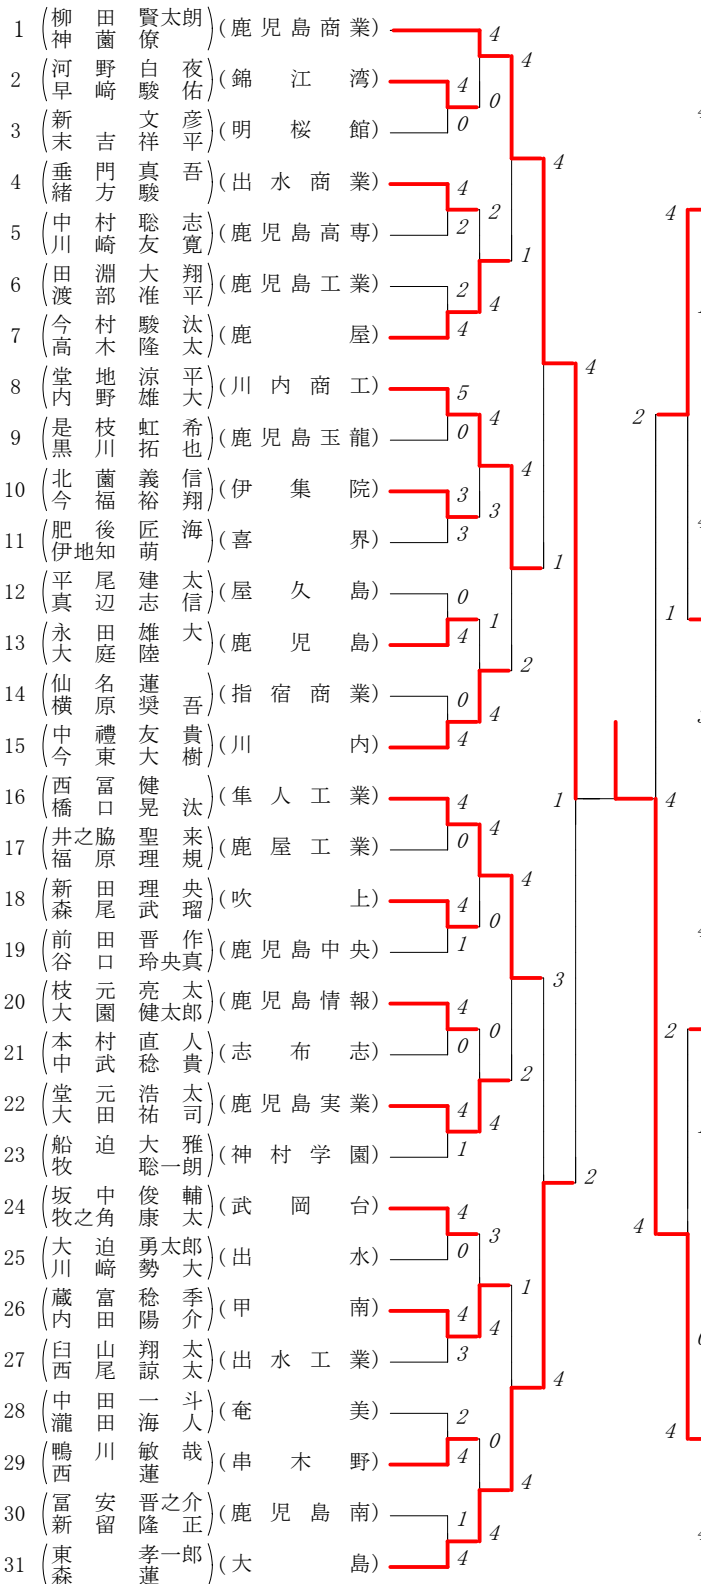 1 柳田 賢太朗 (鹿児島商業)
神薗 僚
2 河野 白夜 (錦江湾)
早﨑 駿佑
3 新 文彦 (明桜館)
末吉 祥平
4 垂門 真吾 (出水商業)
緒方 駿
5 中村 聡志 (鹿児島高専)
川崎 友寛
6 田淵 大翔 (鹿児島工業)
渡部 准平
7 今村 駿汰 (鹿屋)
高木 隆太
8 堂地 涼平 (川内商工)
内野 雄大
9 是枝 虹希 (鹿児島玉龍)
黒川 拓也
10 北薗 義信 (伊集院)
今福 裕翔
11 肥後 匠海 (喜界)
伊地知 萌
12 平尾 建太 (屋久島)
真辺 志信
13 永田 雄大 (鹿児島)
大庭 陸
14 仙名 蓮 (指宿商業)
横原 奨吾
15 中禮 友貴 (川内)
今東 大樹
16 西冨 健 (隼人工業)
橋口 晃汰
17 井之脇 聖来 (鹿屋工業)
福原 理規
18 新田 理央 (吹上)
森尾 武瑠
19 前田 晋作 (鹿児島中央)
谷口 玲央真
20 枝元 亮太 (鹿児島情報)
大園 健太郎
21 本村 直人 (志布志)
中武 稔貴
22 堂元 浩太 (鹿児島実業)
大田 祐司
23 船迫 大雅 (神村学園)
牧 聡一朗
24 坂中 俊輔 (武岡台)
牧之角 康太
25 大迫 勇太郎 (出水)
川﨑 勢大
26 蔵富 稔季 (甲南)
内田 陽介
27 臼山 翔太 (出水工業)
西尾 諒太
28 中田 一斗 (奄美)
瀧田 海人
29 鴨川 敏哉 (串木野)
西 蓮
30 冨安 晋之介 (鹿児島南)
新留 隆正
31 東 孝一郎 (大島)
森 蓮
4 0
4 2
2 4
5 0
3 3
0 4
0 4
4 0
4 1
4 0
4 1
4 0
4 3
2 4
1 4
4 0
2 4
4 3
1 4
4 0
0 4
3 4
0 4
4 1
4 2
4 2
1 4
4 1
3 4
4 2
1 4
2 4
4 1
2 4